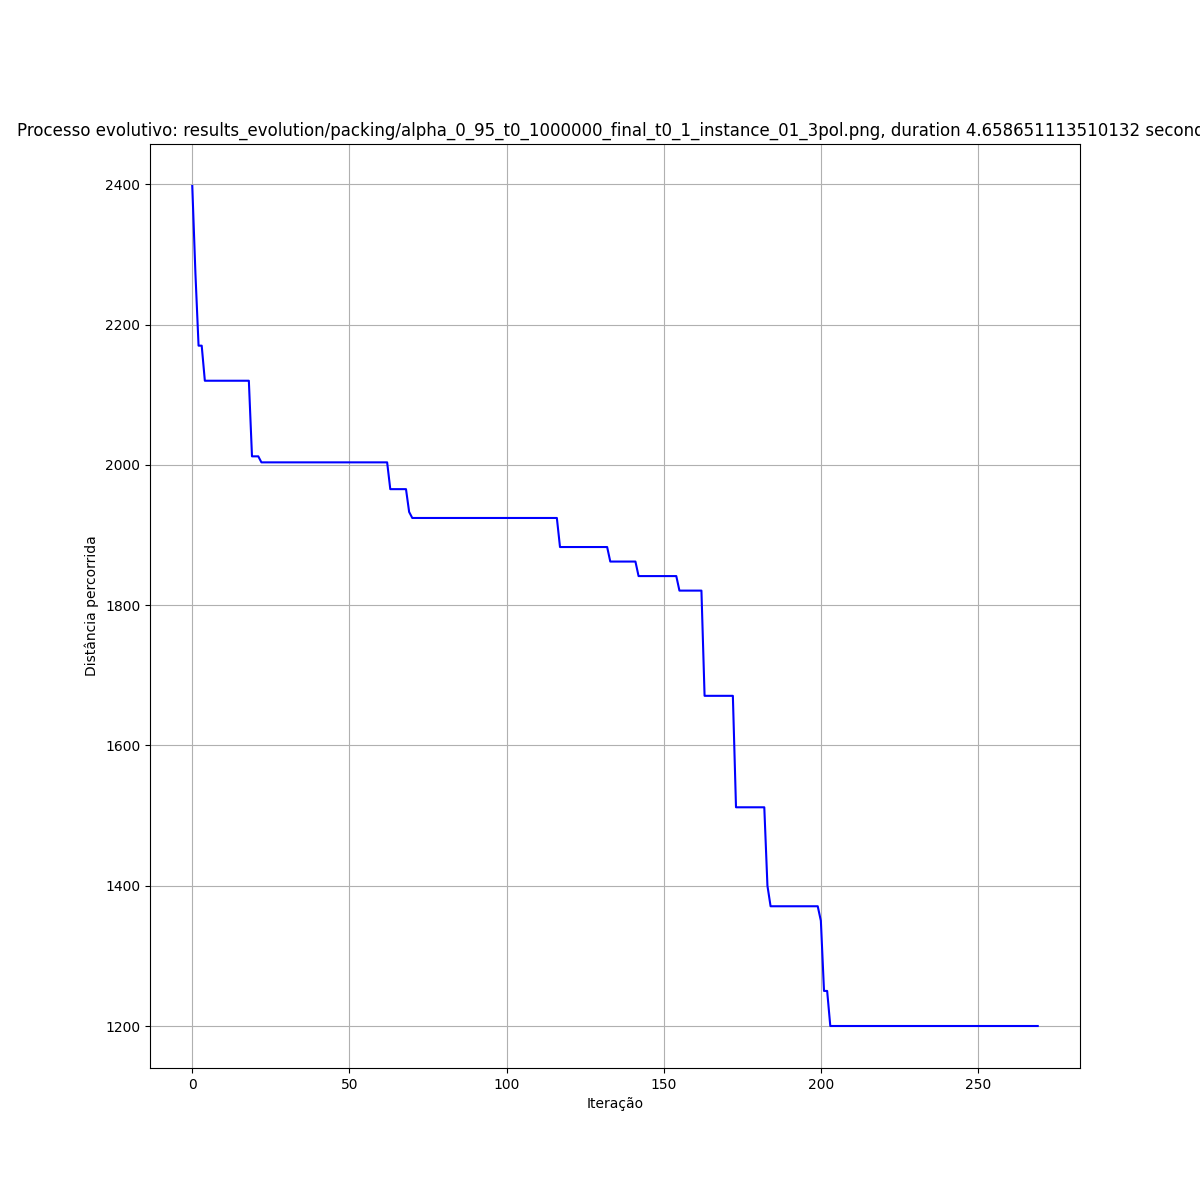 Processo evolutivo: results_evolution/packing/alpha_0_95_t0_1000000_final_t0_1_instance_01_3pol.png, duration 4.658651113510132 secon
2400
2200
2000
1800
1600
1400
1200
Distância percorrida
0 50 100 150 200 250
Iteração